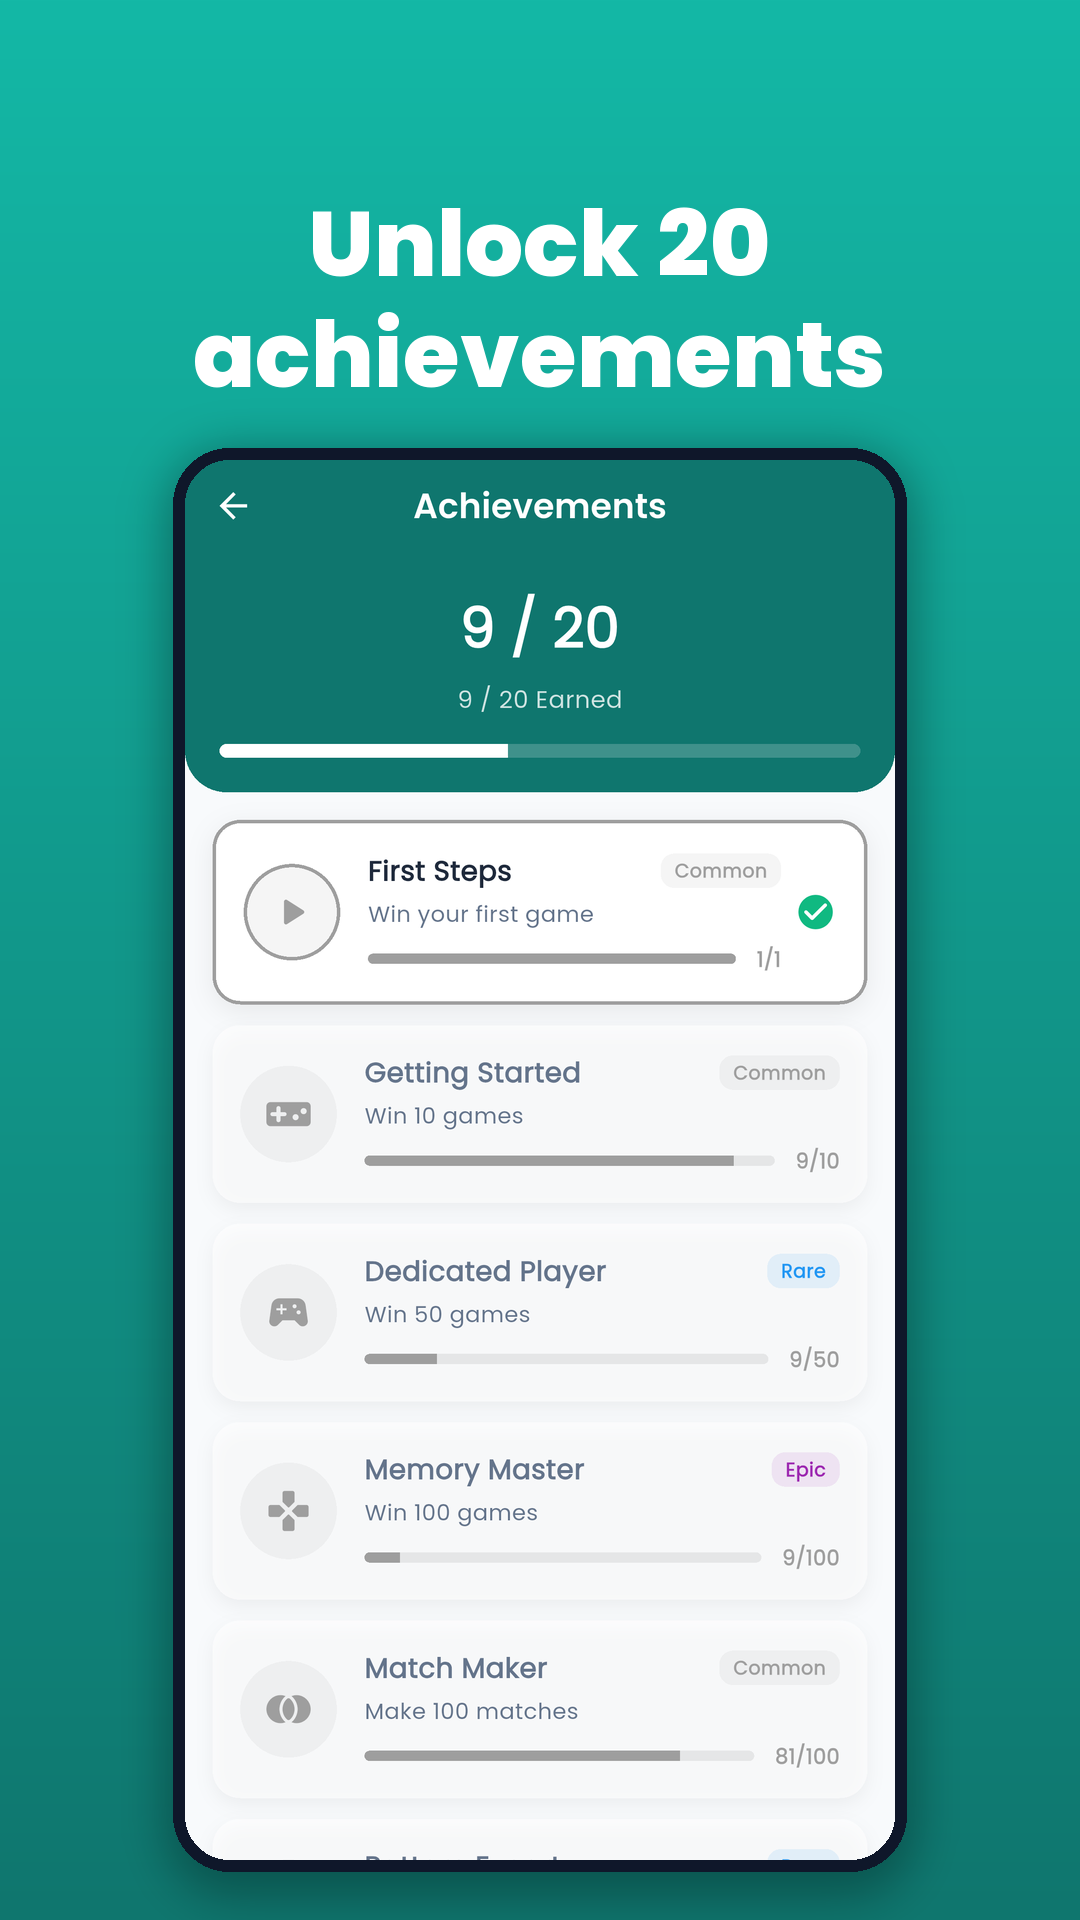 Unlock 20
achievements
Achievements
9 / 20
9 / 20 Earned
First Steps
Common
Win your first game
1/1
Getting Started
Common
Win 10 games
9/10
Dedicated Player
Rare
Win 50 games
9/50
Memory Master
Epic
Win 100 games
9/100
Match Maker
Common
Make 100 matches
81/100